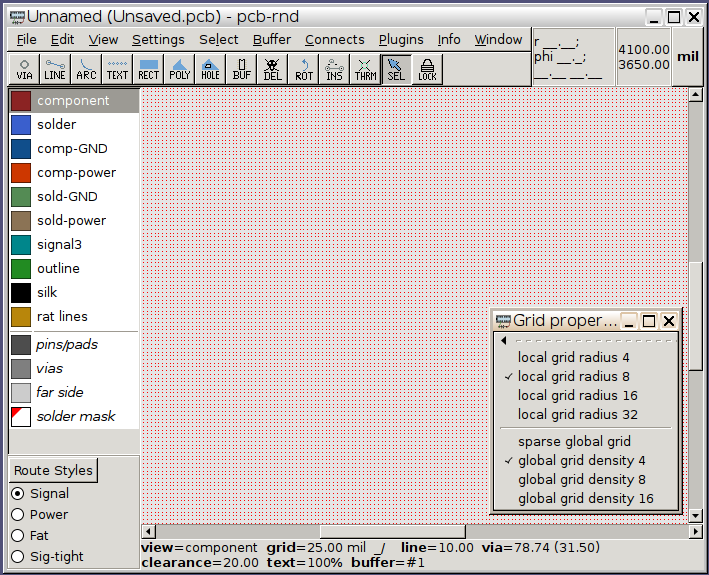 Unnamed (Unsaved.pcb) - pcb-rnd
File Edit View Settings Select Buffer Connects Plugins Info Window
r __.__;
phi __._;
__.__ __.__
4100.00
3650.00
mil
VIA LINE ARC TEXT RECT POLY HOLE BUF DEL ROT INS THRM SEL LOCK
component
solder
comp-GND
comp-power
sold-GND
sold-power
signal3
outline
silk
rat lines
pins/pads
vias
far side
solder mask
Route Styles
Signal
Power
Fat
Sig-tight
Grid proper...
local grid radius 4
local grid radius 8
local grid radius 16
local grid radius 32
sparse global grid
global grid density 4
global grid density 8
global grid density 16
view=component grid=25.00 mil _/ line=10.00 via=78.74 (31.50)
clearance=20.00 text=100% buffer=#1